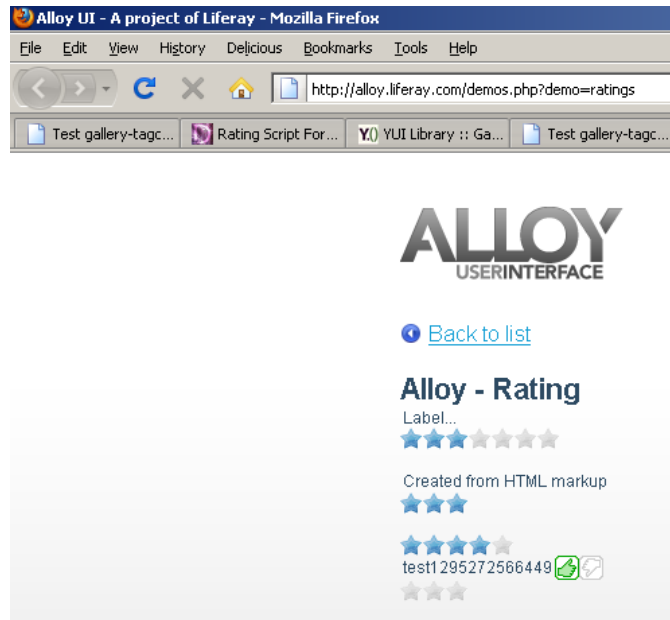 Alloy UI - A project of Liferay - Mozilla Firefox
File Edit View History Delicious Bookmarks Tools Help
http://alloy.liferay.com/demos.php?demo=ratings
Test gallery-tagc... Rating Script For... Y.() YUI Library :: Ga... Test gallery-tagc...
ALLOY
USERINTERFACE
Back to list
Alloy - Rating
Label...
Created from HTML markup
test1295272566449